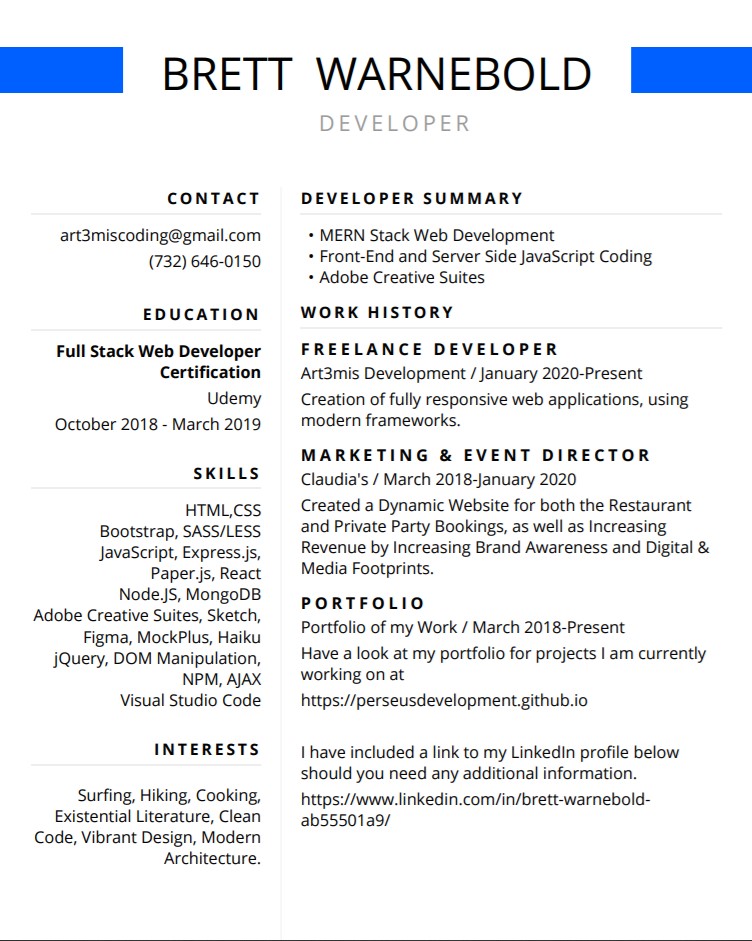 BRETT WARNEBOLD
DEVELOPER
CONTACT
art3miscoding@gmail.com
(732) 646-0150
EDUCATION
Full Stack Web Developer
Certification
Udemy
October 2018 - March 2019
SKILLS
HTML,CSS
Bootstrap, SASS/LESS
JavaScript, Express.js,
Paper.js, React
Node.JS, MongoDB
Adobe Creative Suites, Sketch,
Figma, MockPlus, Haiku
jQuery, DOM Manipulation,
NPM, AJAX
Visual Studio Code
INTERESTS
Surfing, Hiking, Cooking,
Existential Literature, Clean
Code, Vibrant Design, Modern
Architecture.
DEVELOPER SUMMARY
• MERN Stack Web Development
• Front-End and Server Side JavaScript Coding
• Adobe Creative Suites
WORK HISTORY
FREELANCE DEVELOPER
Art3mis Development / January 2020-Present
Creation of fully responsive web applications, using
modern frameworks.
MARKETING & EVENT DIRECTOR
Claudia's / March 2018-January 2020
Created a Dynamic Website for both the Restaurant
and Private Party Bookings, as well as Increasing
Revenue by Increasing Brand Awareness and Digital &
Media Footprints.
PORTFOLIO
Portfolio of my Work / March 2018-Present
Have a look at my portfolio for projects I am currently
working on at
https://perseusdevelopment.github.io
I have included a link to my LinkedIn profile below
should you need any additional information.
https://www.linkedin.com/in/brett-warnebold-
ab55501a9/